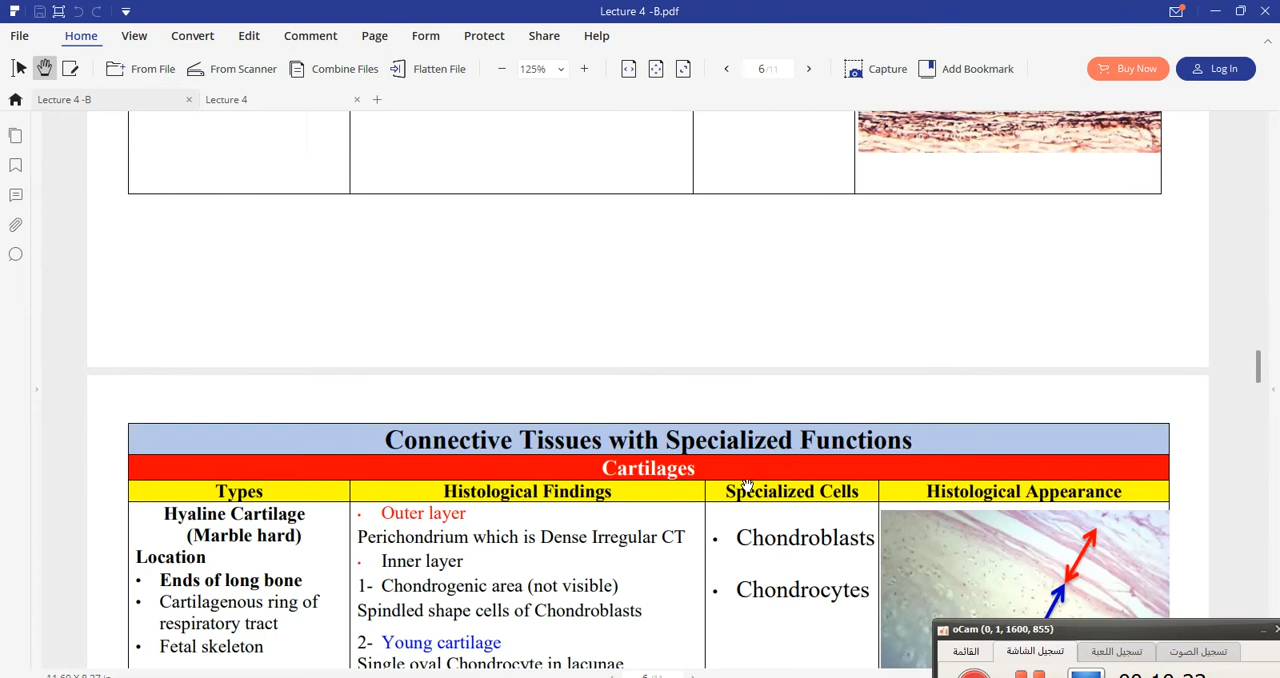 Lecture 4 -B.pdf
File Home View Convert Edit Comment Page Form Protect Share Help
From File From Scanner Combine Files Flatten File 125% 6/11 Capture Add Bookmark Buy Now Log In
Lecture 4 -B Lecture 4
Connective Tissues with Specialized Functions
Cartilages
Types Histological Findings Specialized Cells Histological Appearance
Hyaline Cartilage
(Marble hard)
Location
• Ends of long bone
• Cartilagenous ring of
respiratory tract
• Fetal skeleton
• Outer layer
Perichondrium which is Dense Irregular CT
• Inner layer
1- Chondrogenic area (not visible)
Spindled shape cells of Chondroblasts
2- Young cartilage
Single oval Chondrocyte in lacunae
• Chondroblasts
• Chondrocytes
oCam (0, 1, 1600, 855)
القائمة تسجيل الشاشة تسجيل اللعبة تسجيل الصوت